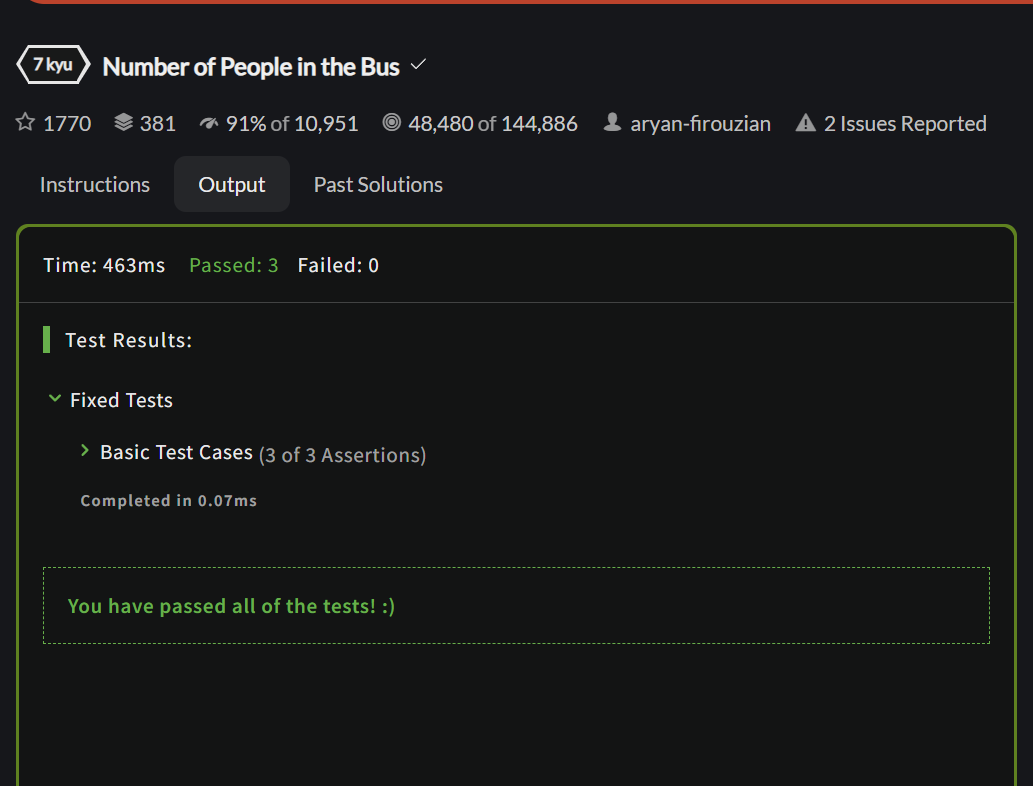 7 kyu Number of People in the Bus
1770 381 91% of 10,951 48,480 of 144,886 aryan-firouzian 2 Issues Reported
Instructions Output Past Solutions
Time: 463ms Passed: 3 Failed: 0
Test Results:
Fixed Tests
Basic Test Cases (3 of 3 Assertions)
Completed in 0.07ms
You have passed all of the tests! :)